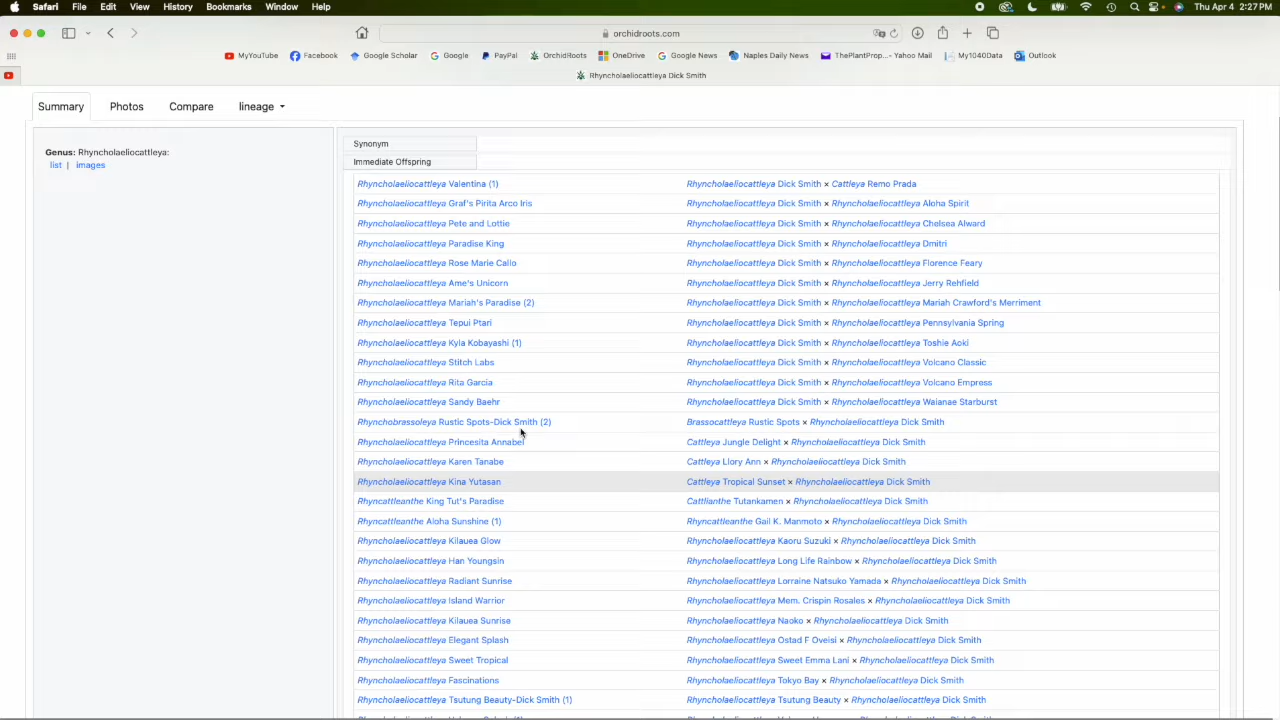 Safari File Edit View History Bookmarks Window Help Thu Apr 4 2:27 PM
orchidroots.com
MyYouTube Facebook Google Scholar Google PayPal OrchidRoots OneDrive Google News Naples Daily News ThePlantProp... - Yahoo Mail My1040Data Outlook
Rhyncholaeliocattleya Dick Smith
Summary Photos Compare lineage
Genus: Rhyncholaeliocattleya:
list | images
Synonym
Immediate Offspring
Rhyncholaeliocattleya Valentina (1) Rhyncholaeliocattleya Dick Smith × Cattleya Remo Prada
Rhyncholaeliocattleya Graf's Pirita Arco Iris Rhyncholaeliocattleya Dick Smith × Rhyncholaeliocattleya Aloha Spirit
Rhyncholaeliocattleya Pete and Lottie Rhyncholaeliocattleya Dick Smith × Rhyncholaeliocattleya Chelsea Alward
Rhyncholaeliocattleya Paradise King Rhyncholaeliocattleya Dick Smith × Rhyncholaeliocattleya Dmitri
Rhyncholaeliocattleya Rose Marie Callo Rhyncholaeliocattleya Dick Smith × Rhyncholaeliocattleya Florence Feary
Rhyncholaeliocattleya Ame's Unicorn Rhyncholaeliocattleya Dick Smith × Rhyncholaeliocattleya Jerry Rehfield
Rhyncholaeliocattleya Mariah's Paradise (2) Rhyncholaeliocattleya Dick Smith × Rhyncholaeliocattleya Mariah Crawford's Merriment
Rhyncholaeliocattleya Tepui Ptari Rhyncholaeliocattleya Dick Smith × Rhyncholaeliocattleya Pennsylvania Spring
Rhyncholaeliocattleya Kyla Kobayashi (1) Rhyncholaeliocattleya Dick Smith × Rhyncholaeliocattleya Toshie Aoki
Rhyncholaeliocattleya Stitch Labs Rhyncholaeliocattleya Dick Smith × Rhyncholaeliocattleya Volcano Classic
Rhyncholaeliocattleya Rita Garcia Rhyncholaeliocattleya Dick Smith × Rhyncholaeliocattleya Volcano Empress
Rhyncholaeliocattleya Sandy Baehr Rhyncholaeliocattleya Dick Smith × Rhyncholaeliocattleya Waianae Starburst
Rhynchobrassoleya Rustic Spots-Dick Smith (2) Brassocattleya Rustic Spots × Rhyncholaeliocattleya Dick Smith
Rhyncholaeliocattleya Princesita Annabel Cattleya Jungle Delight × Rhyncholaeliocattleya Dick Smith
Rhyncholaeliocattleya Karen Tanabe Cattleya Llory Ann × Rhyncholaeliocattleya Dick Smith
Rhyncholaeliocattleya Kina Yutasan Cattleya Tropical Sunset × Rhyncholaeliocattleya Dick Smith
Rhyncattleanthe King Tut's Paradise Cattlianthe Tutankamen × Rhyncholaeliocattleya Dick Smith
Rhyncattleanthe Aloha Sunshine (1) Rhyncattleanthe Gail K. Manmoto × Rhyncholaeliocattleya Dick Smith
Rhyncholaeliocattleya Kilauea Glow Rhyncholaeliocattleya Kaoru Suzuki × Rhyncholaeliocattleya Dick Smith
Rhyncholaeliocattleya Han Youngsin Rhyncholaeliocattleya Long Life Rainbow × Rhyncholaeliocattleya Dick Smith
Rhyncholaeliocattleya Radiant Sunrise Rhyncholaeliocattleya Lorraine Natsuko Yamada × Rhyncholaeliocattleya Dick Smith
Rhyncholaeliocattleya Island Warrior Rhyncholaeliocattleya Mem. Crispin Rosales × Rhyncholaeliocattleya Dick Smith
Rhyncholaeliocattleya Kilauea Sunrise Rhyncholaeliocattleya Naoko × Rhyncholaeliocattleya Dick Smith
Rhyncholaeliocattleya Elegant Splash Rhyncholaeliocattleya Ostad F Oveisi × Rhyncholaeliocattleya Dick Smith
Rhyncholaeliocattleya Sweet Tropical Rhyncholaeliocattleya Sweet Emma Lani × Rhyncholaeliocattleya Dick Smith
Rhyncholaeliocattleya Fascinations Rhyncholaeliocattleya Tokyo Bay × Rhyncholaeliocattleya Dick Smith
Rhyncholaeliocattleya Tsutung Beauty-Dick Smith (1) Rhyncholaeliocattleya Tsutung Beauty × Rhyncholaeliocattleya Dick Smith